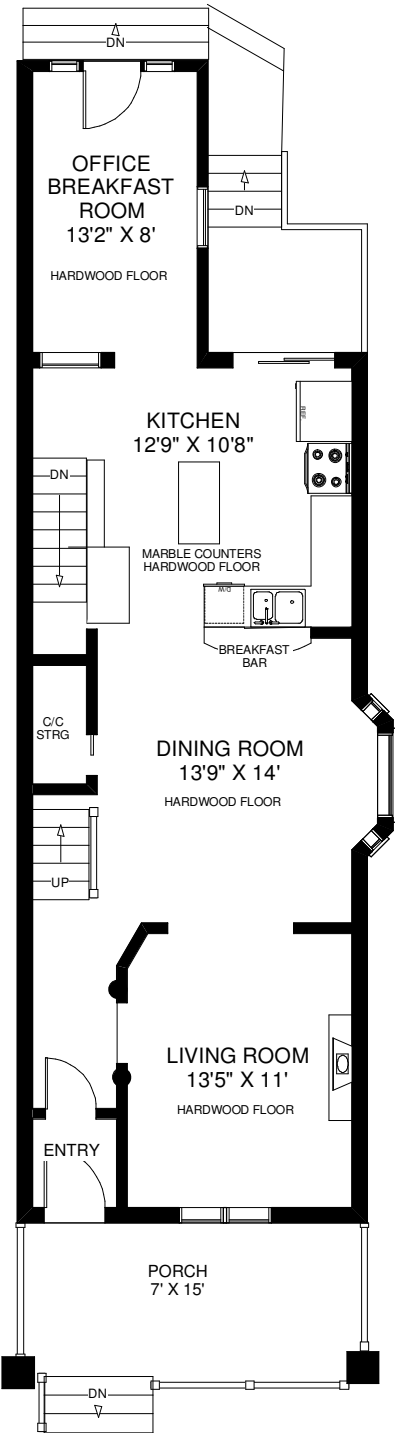 DN
OFFICE
BREAKFAST
ROOM
13'2" X 8'
HARDWOOD FLOOR
DN
KITCHEN
12'9" X 10'8"
REF
DN
MARBLE COUNTERS
HARDWOOD FLOOR
D/W
BREAKFAST
BAR
C/C
STRG
DINING ROOM
13'9" X 14'
HARDWOOD FLOOR
UP
LIVING ROOM
13'5" X 11'
HARDWOOD FLOOR
ENTRY
PORCH
7' X 15'
DN